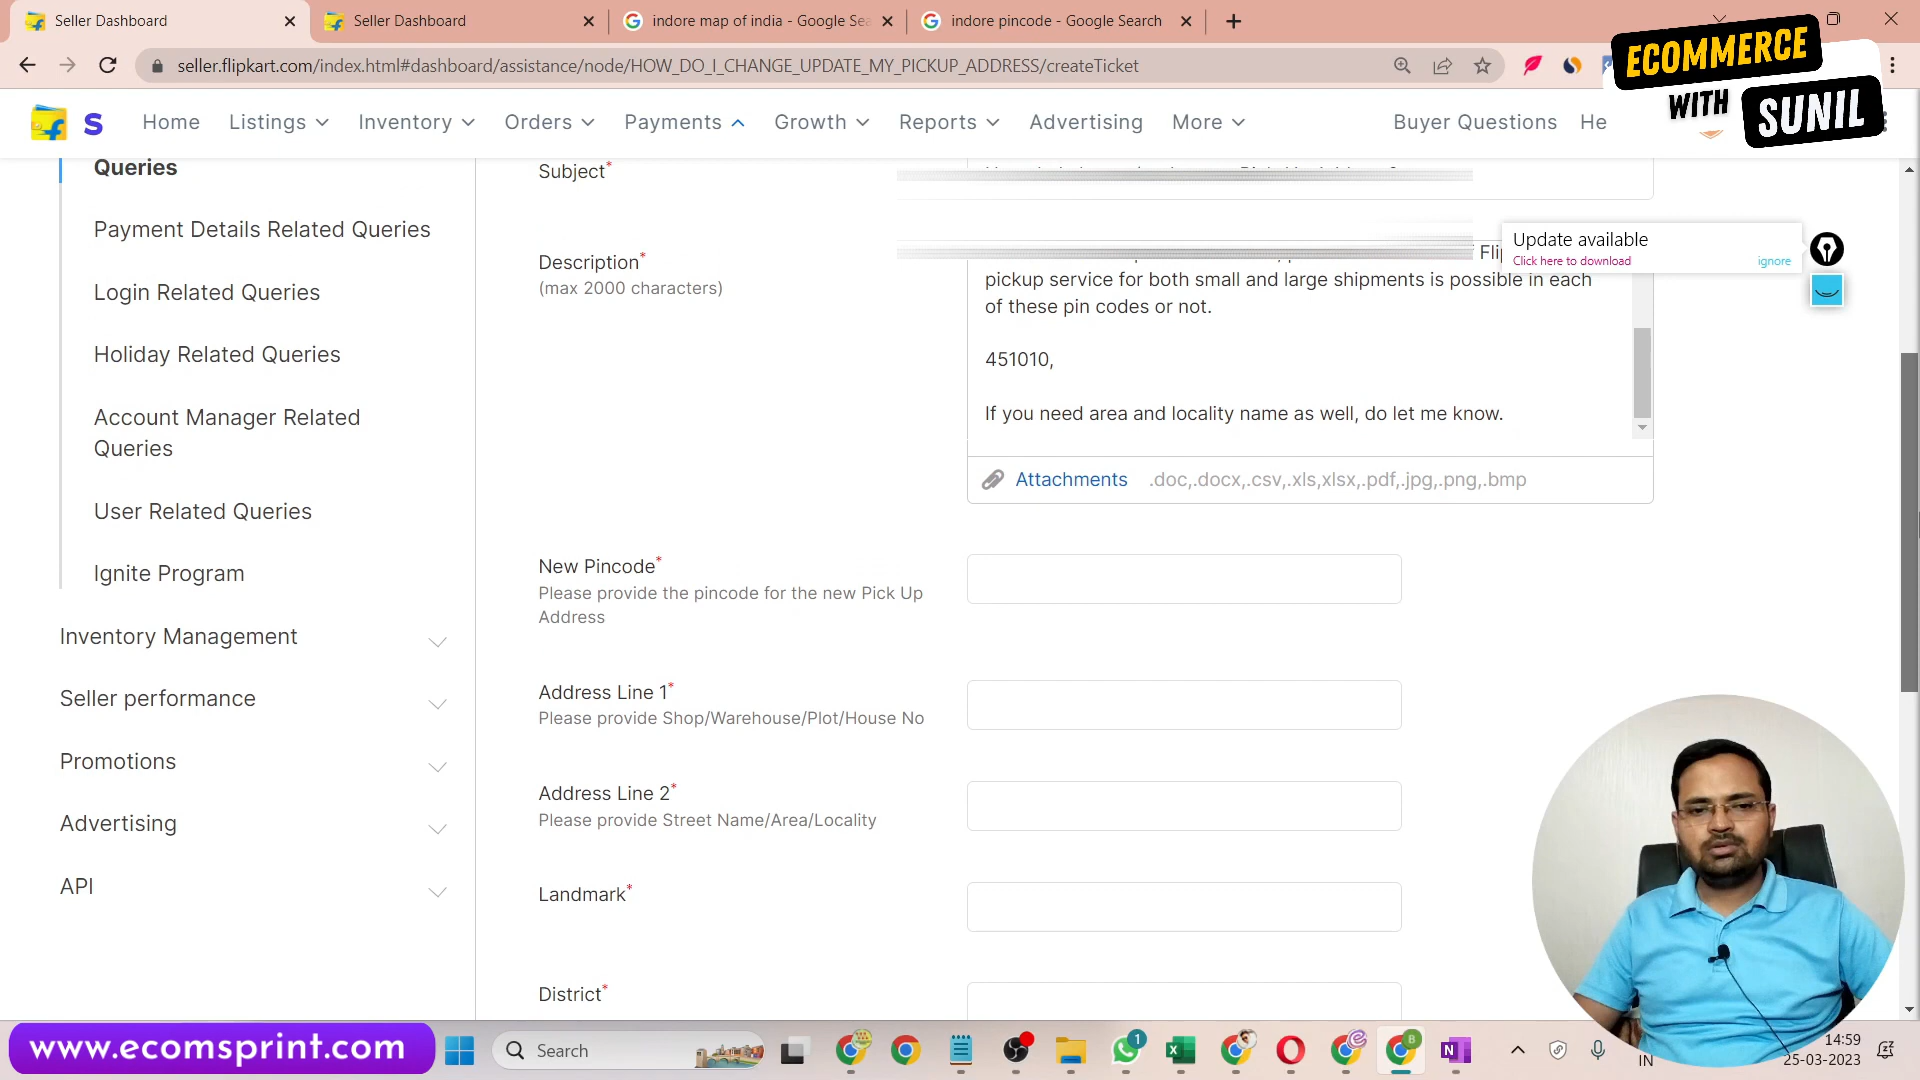 Seller Dashboard
Seller Dashboard
indore map of india - Google Sea
indore pincode - Google Search
seller.flipkart.com/index.html#dashboard/assistance/node/HOW_DO_I_CHANGE_UPDATE_MY_PICKUP_ADDRESS/createTicket
ECOMMERCE
WITH SUNIL
S Home Listings Inventory Orders Payments Growth Reports Advertising More Buyer Questions He
Queries
Payment Details Related Queries
Login Related Queries
Holiday Related Queries
Account Manager Related
Queries
User Related Queries
Ignite Program
Inventory Management
Seller performance
Promotions
Advertising
API
Subject*
Description*
(max 2000 characters)
Flip
pickup service for both small and large shipments is possible in each
of these pin codes or not.
451010,
If you need area and locality name as well, do let me know.
Attachments .doc,.docx,.csv,.xls,xlsx,.pdf,.jpg,.png,.bmp
Update available
Click here to download ignore
New Pincode*
Please provide the pincode for the new Pick Up
Address
Address Line 1*
Please provide Shop/Warehouse/Plot/House No
Address Line 2*
Please provide Street Name/Area/Locality
Landmark*
District*
www.ecomsprint.com
Search
1
IN
14:59
25-03-2023